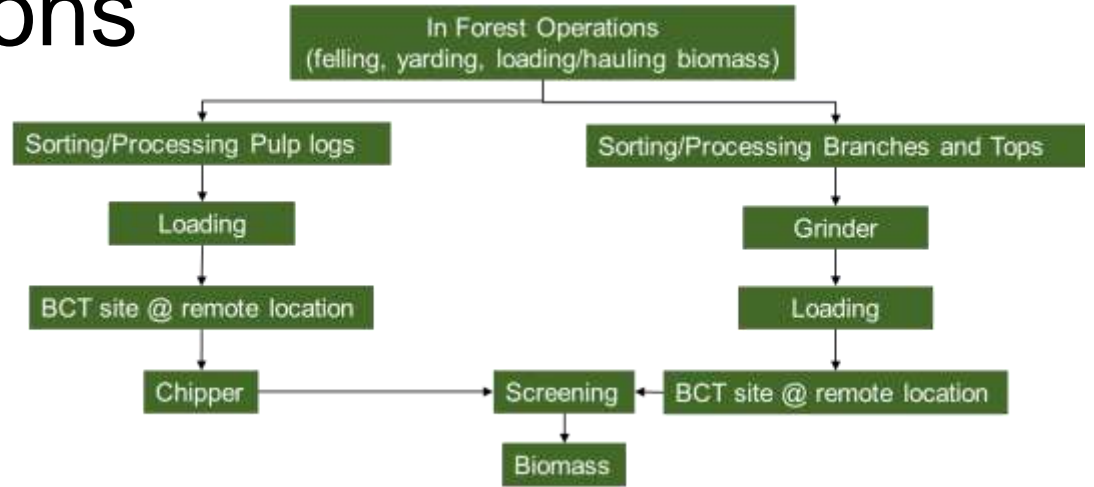 In Forest Operations
(felling, yarding, loading/hauling biomass)
Sorting/Processing Pulp logs
Sorting/Processing Branches and Tops
Loading
Grinder
BCT site @ remote location
Loading
Chipper
Screening
BCT site @ remote location
Biomass